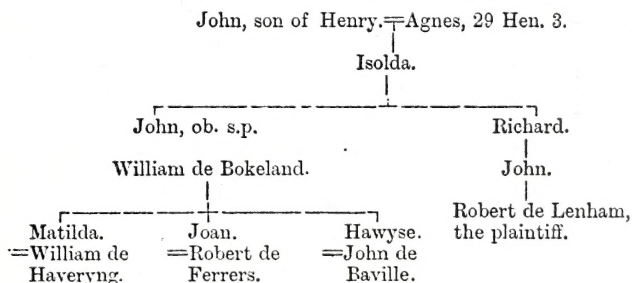 John, son of Henry.=Agnes, 29 Hen. 3.
Isolda.
John, ob. s.p. Richard.
William de Bokeland. John.
Robert de Lenham,
the plaintiff.
Matilda. Joan. Hawyse.
=William de =Robert de =John de
Haveryng. Ferrers. Baville.